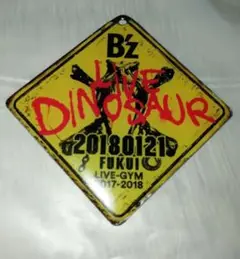 B'z
LIVE
DINOSAUR
20180121
FUKUI
LIVE-GYM
2017-2018